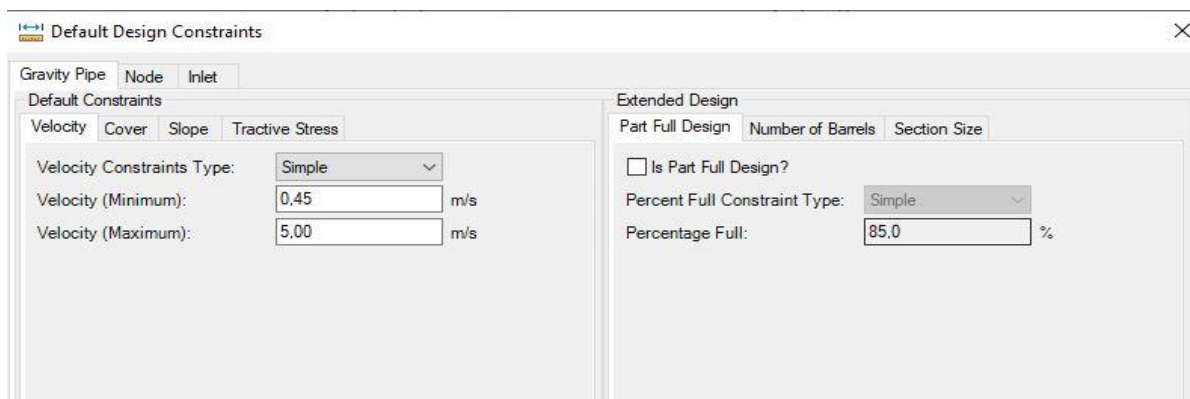 Default Design Constraints
Gravity Pipe Node Inlet
Default Constraints
Velocity Cover Slope Tractive Stress
Velocity Constraints Type: Simple
Velocity (Minimum): 0,45 m/s
Velocity (Maximum): 5,00 m/s
Extended Design
Part Full Design Number of Barrels Section Size
Is Part Full Design?
Percent Full Constraint Type: Simple
Percentage Full: 85,0 %